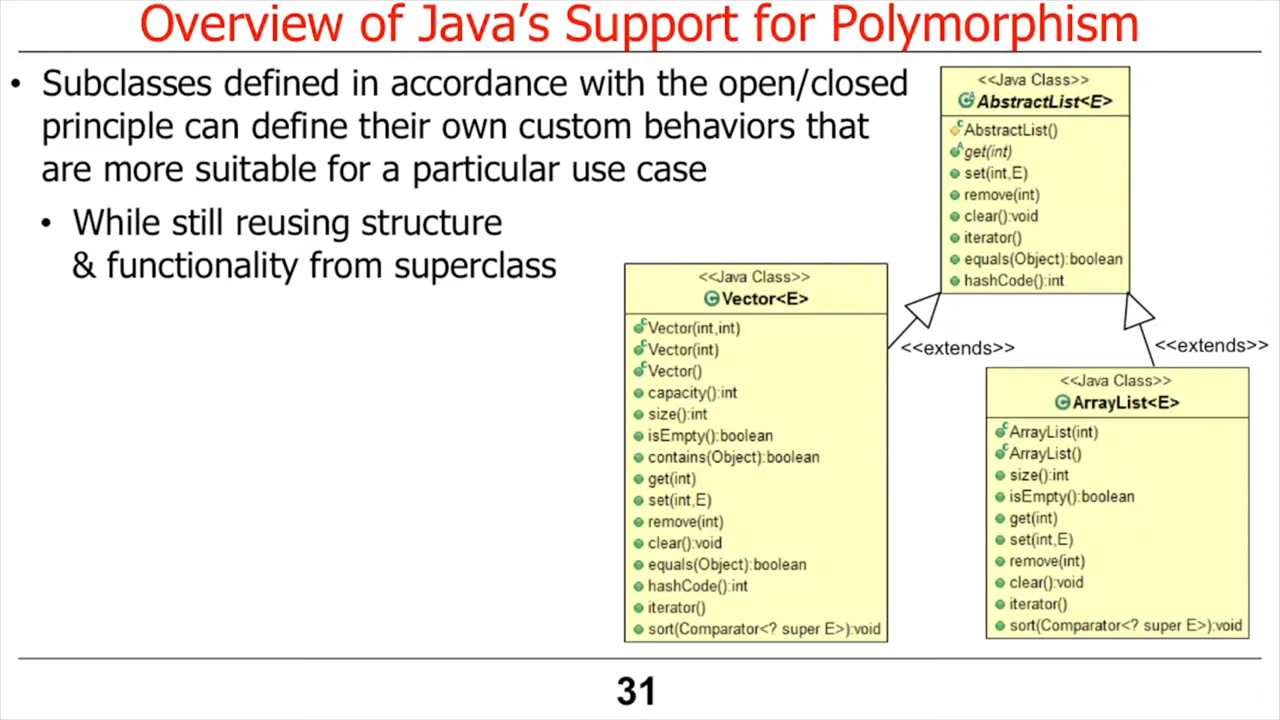 Overview of Java's Support for Polymorphism
• Subclasses defined in accordance with the open/closed
principle can define their own custom behaviors that
are more suitable for a particular use case
• While still reusing structure
& functionality from superclass
<<Java Class>>
AbstractList<E>
AbstractList()
get(int)
set(int,E)
remove(int)
clear():void
iterator()
equals(Object):boolean
hashCode():int
<<Java Class>>
Vector<E>
Vector(int,int)
Vector(int)
Vector()
capacity():int
size():int
isEmpty():boolean
contains(Object):boolean
get(int)
set(int,E)
remove(int)
clear():void
equals(Object):boolean
hashCode():int
iterator()
sort(Comparator<? super E>):void
<<extends>>
<<extends>>
<<Java Class>>
ArrayList<E>
ArrayList(int)
ArrayList()
size():int
isEmpty():boolean
get(int)
set(int,E)
remove(int)
clear():void
iterator()
sort(Comparator<? super E>):void
31